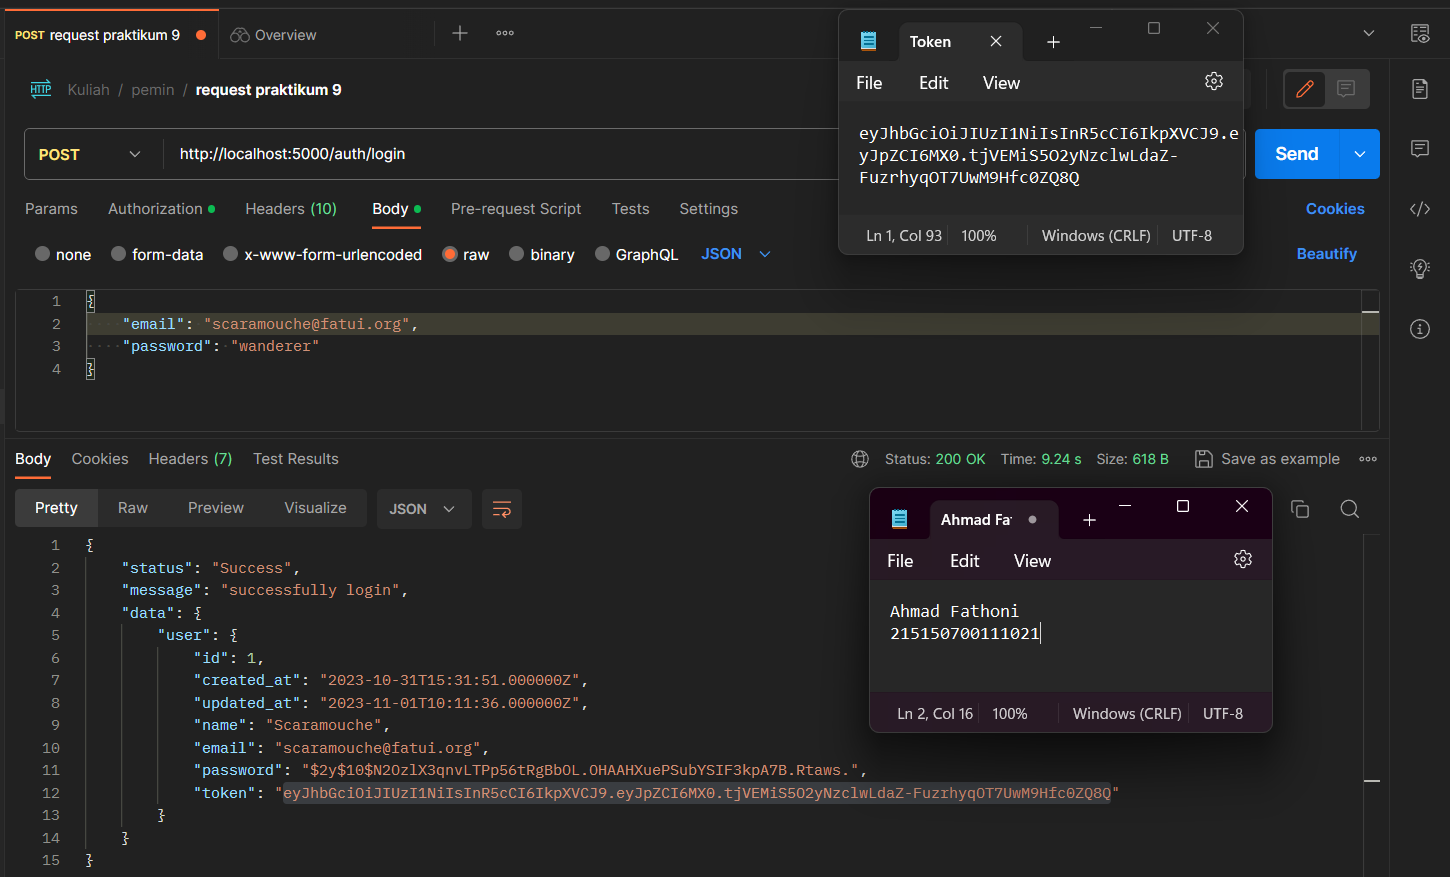 POST request praktikum 9
Overview
Kuliah / pemin / request praktikum 9
POST
http://localhost:5000/auth/login
Send
Params Authorization Headers (10) Body Pre-request Script Tests Settings
Cookies
none form-data x-www-form-urlencoded raw binary GraphQL JSON
Beautify
1 {
2 "email": "scaramouche@fatui.org",
3 "password": "wanderer"
4 }
Token
File Edit View
eyJhbGciOiJIUzI1NiIsInR5cCI6IkpXVCJ9.e
yJpZCI6MX0.tjVEMiS5O2yNzclwLdaZ-
FuzrhyqOT7UwM9Hfc0ZQ8Q
Ln 1, Col 93 100% Windows (CRLF) UTF-8
Body Cookies Headers (7) Test Results
Status: 200 OK Time: 9.24 s Size: 618 B Save as example
Pretty Raw Preview Visualize JSON
1 {
2 "status": "Success",
3 "message": "successfully login",
4 "data": {
5 "user": {
6 "id": 1,
7 "created_at": "2023-10-31T15:31:51.000000Z",
8 "updated_at": "2023-11-01T10:11:36.000000Z",
9 "name": "Scaramouche",
10 "email": "scaramouche@fatui.org",
11 "password": "$2y$10$N2OzlX3qnvLTPp56tRgBbOL.OHAAHXuePSubYSIF3kpA7B.Rtaws.",
12 "token": "eyJhbGciOiJIUzI1NiIsInR5cCI6IkpXVCJ9.eyJpZCI6MX0.tjVEMiS5O2yNzclwLdaZ-FuzrhyqOT7UwM9Hfc0ZQ8Q"
13 }
14 }
15 }
Ahmad Fa
File Edit View
Ahmad Fathoni
215150700111021
Ln 2, Col 16 100% Windows (CRLF) UTF-8